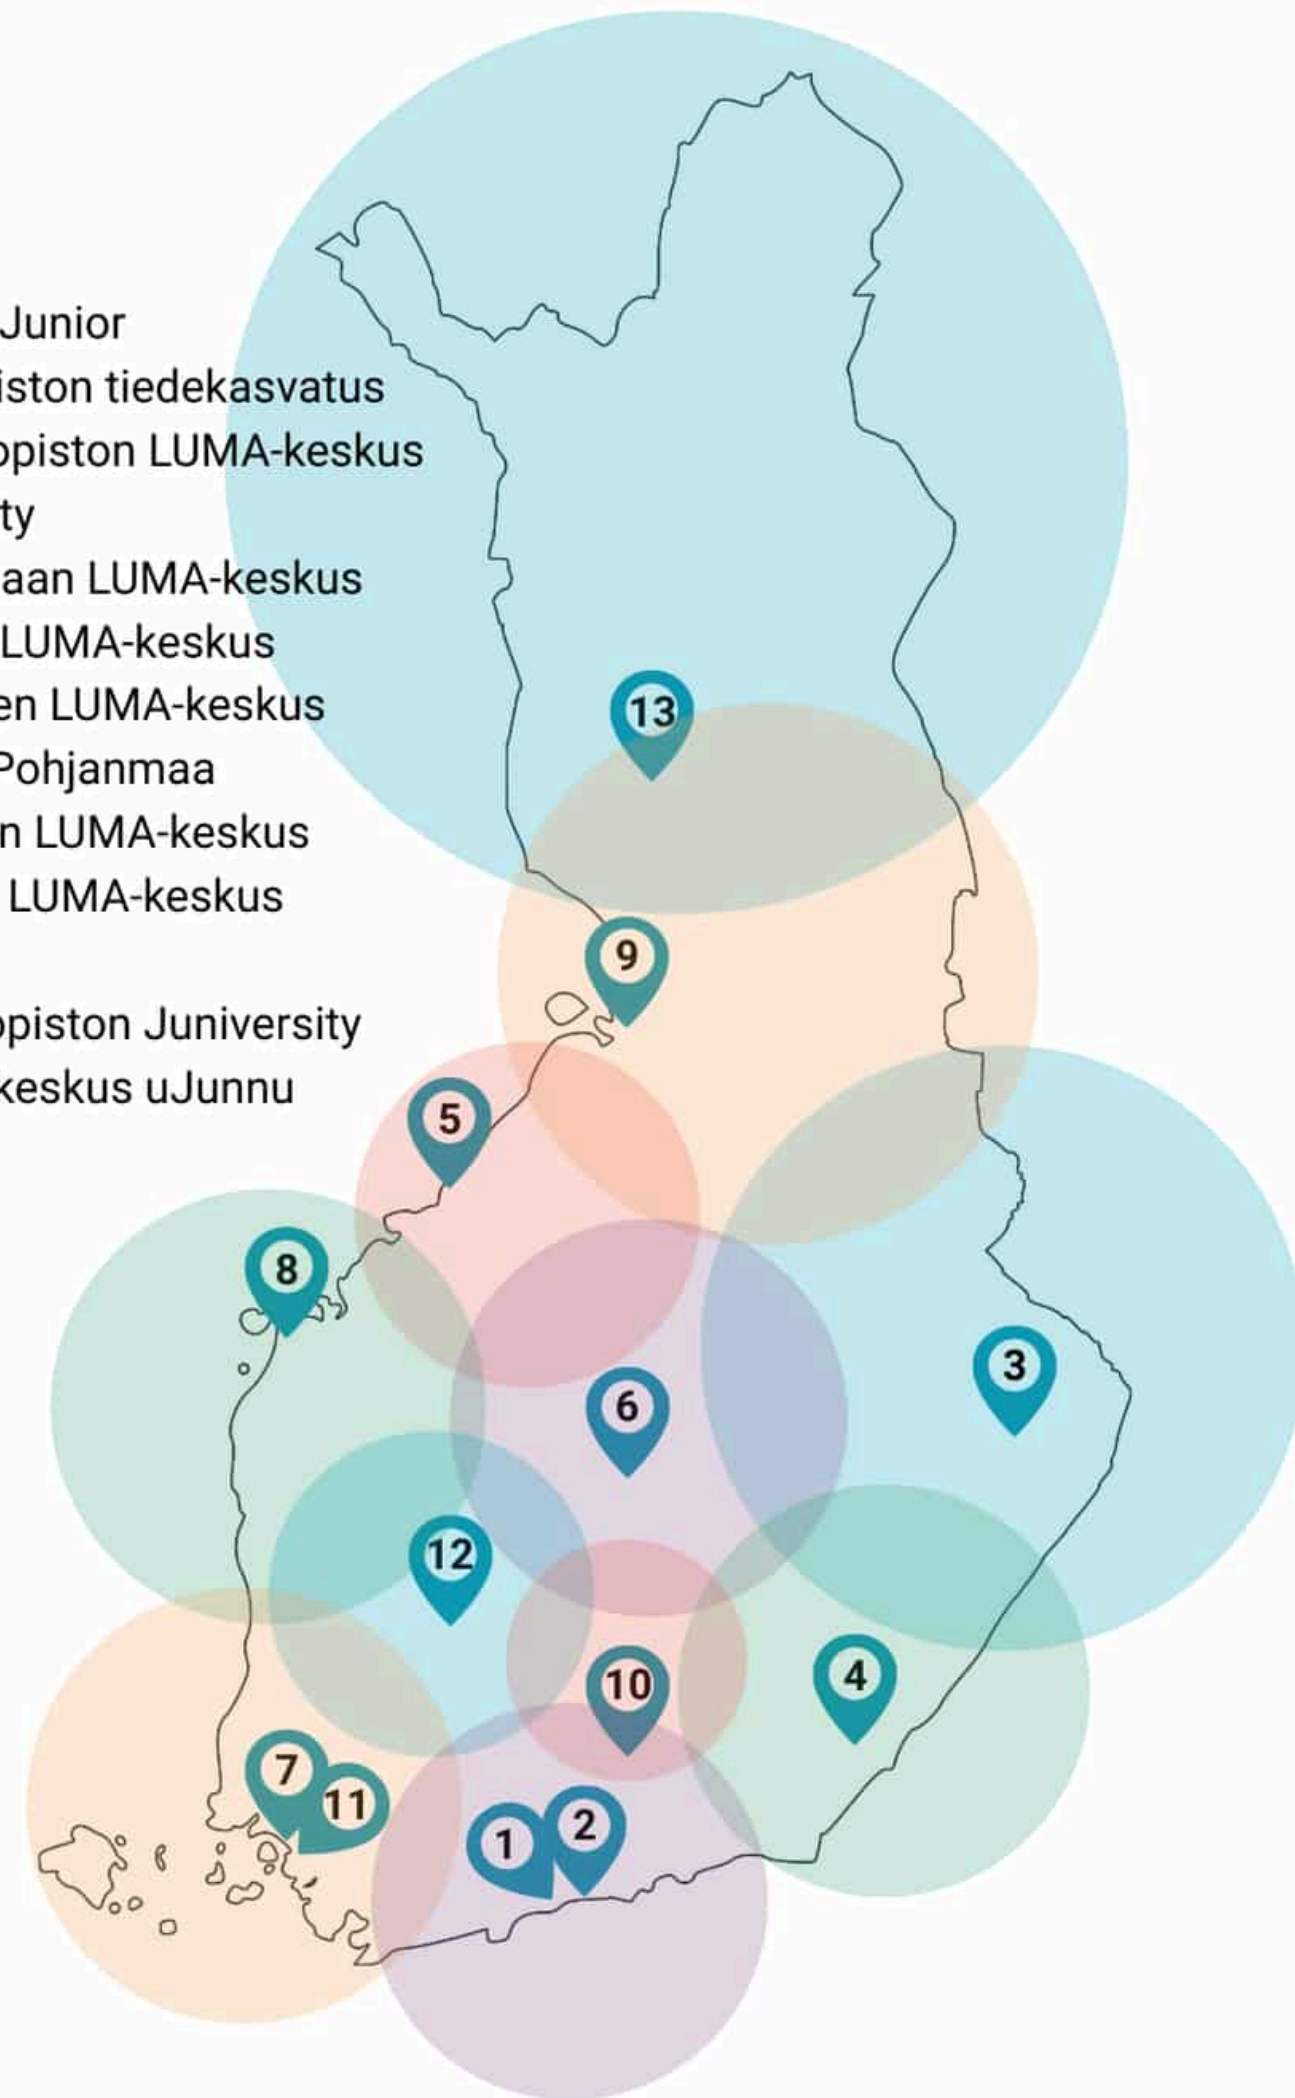 Junior
iston tiedekasvatus
opiston LUMA-keskus
ty
aan LUMA-keskus
LUMA-keskus
en LUMA-keskus
Pohjanmaa
n LUMA-keskus
LUMA-keskus
opiston Juniversity
keskus uJunnu
13
9
5
8
3
6
12
10
4
7
11
1
2